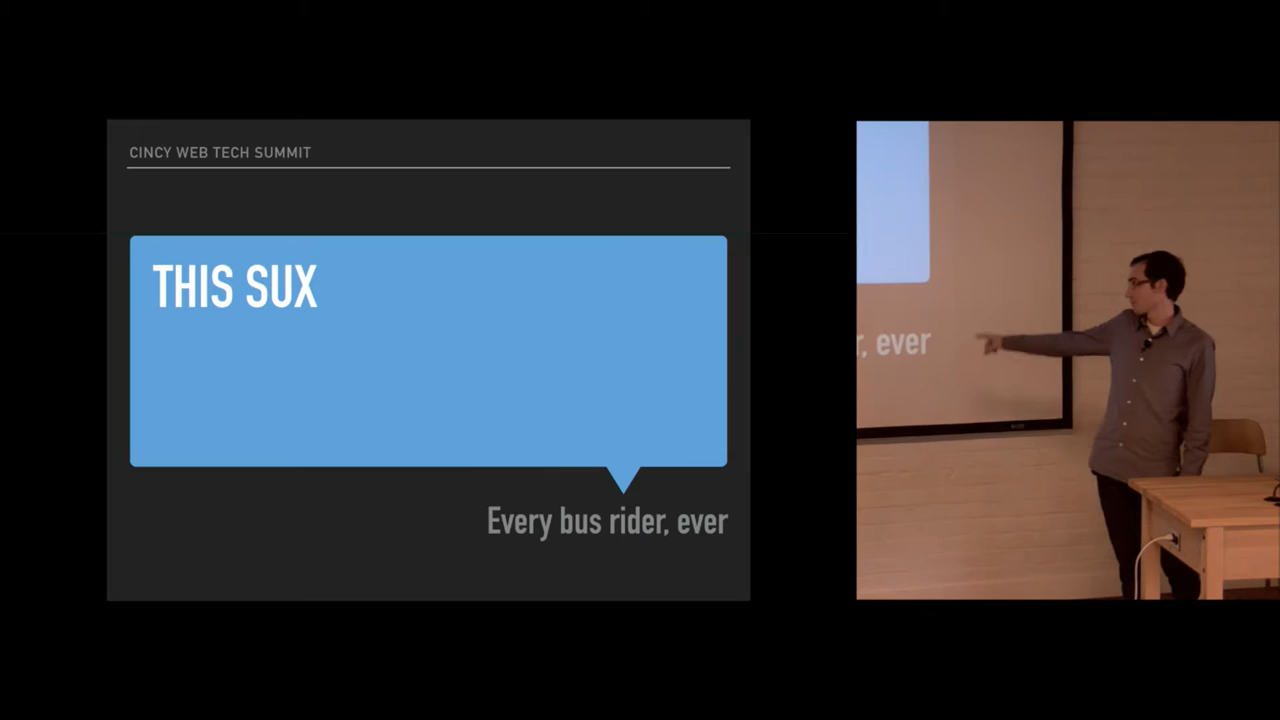 CINCY WEB TECH SUMMIT
THIS SUX
Every bus rider, ever
r, ever